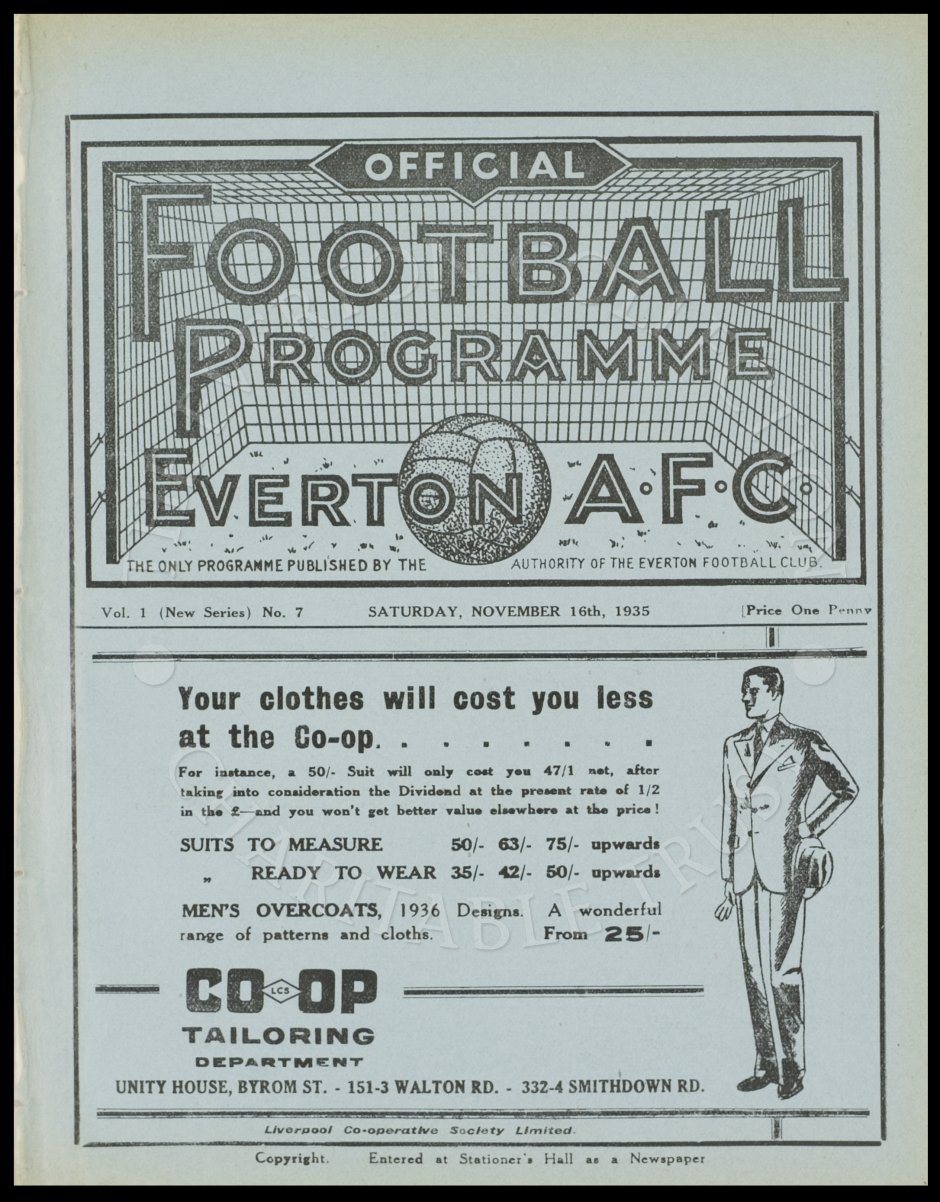 OFFICIAL
FOOTBALL
PROGRAMME
EVERTON A.F.C.
THE ONLY PROGRAMME PUBLISHED BY THE AUTHORITY OF THE EVERTON FOOTBALL CLUB.
Vol. 1 (New Series) No. 7 SATURDAY, NOVEMBER 16th, 1935 [Price One Penny
Your clothes will cost you less
at the Co-op. . . . . . . . .
For instance, a 50/- Suit will only cost you 47/1 net, after
taking into consideration the Dividend at the present rate of 1/2
in the £—and you won't get better value elsewhere at the price!
SUITS TO MEASURE 50/- 63/- 75/- upwards
„ READY TO WEAR 35/- 42/- 50/- upwards
MEN'S OVERCOATS, 1936 Designs. A wonderful
range of patterns and cloths. From 25/-
CO LCS OP
TAILORING
DEPARTMENT
UNITY HOUSE, BYROM ST. - 151-3 WALTON RD. - 332-4 SMITHDOWN RD.
Liverpool Co-operative Society Limited.
Copyright. Entered at Stationer's Hall as a Newspaper
CHARITABLE TRUST